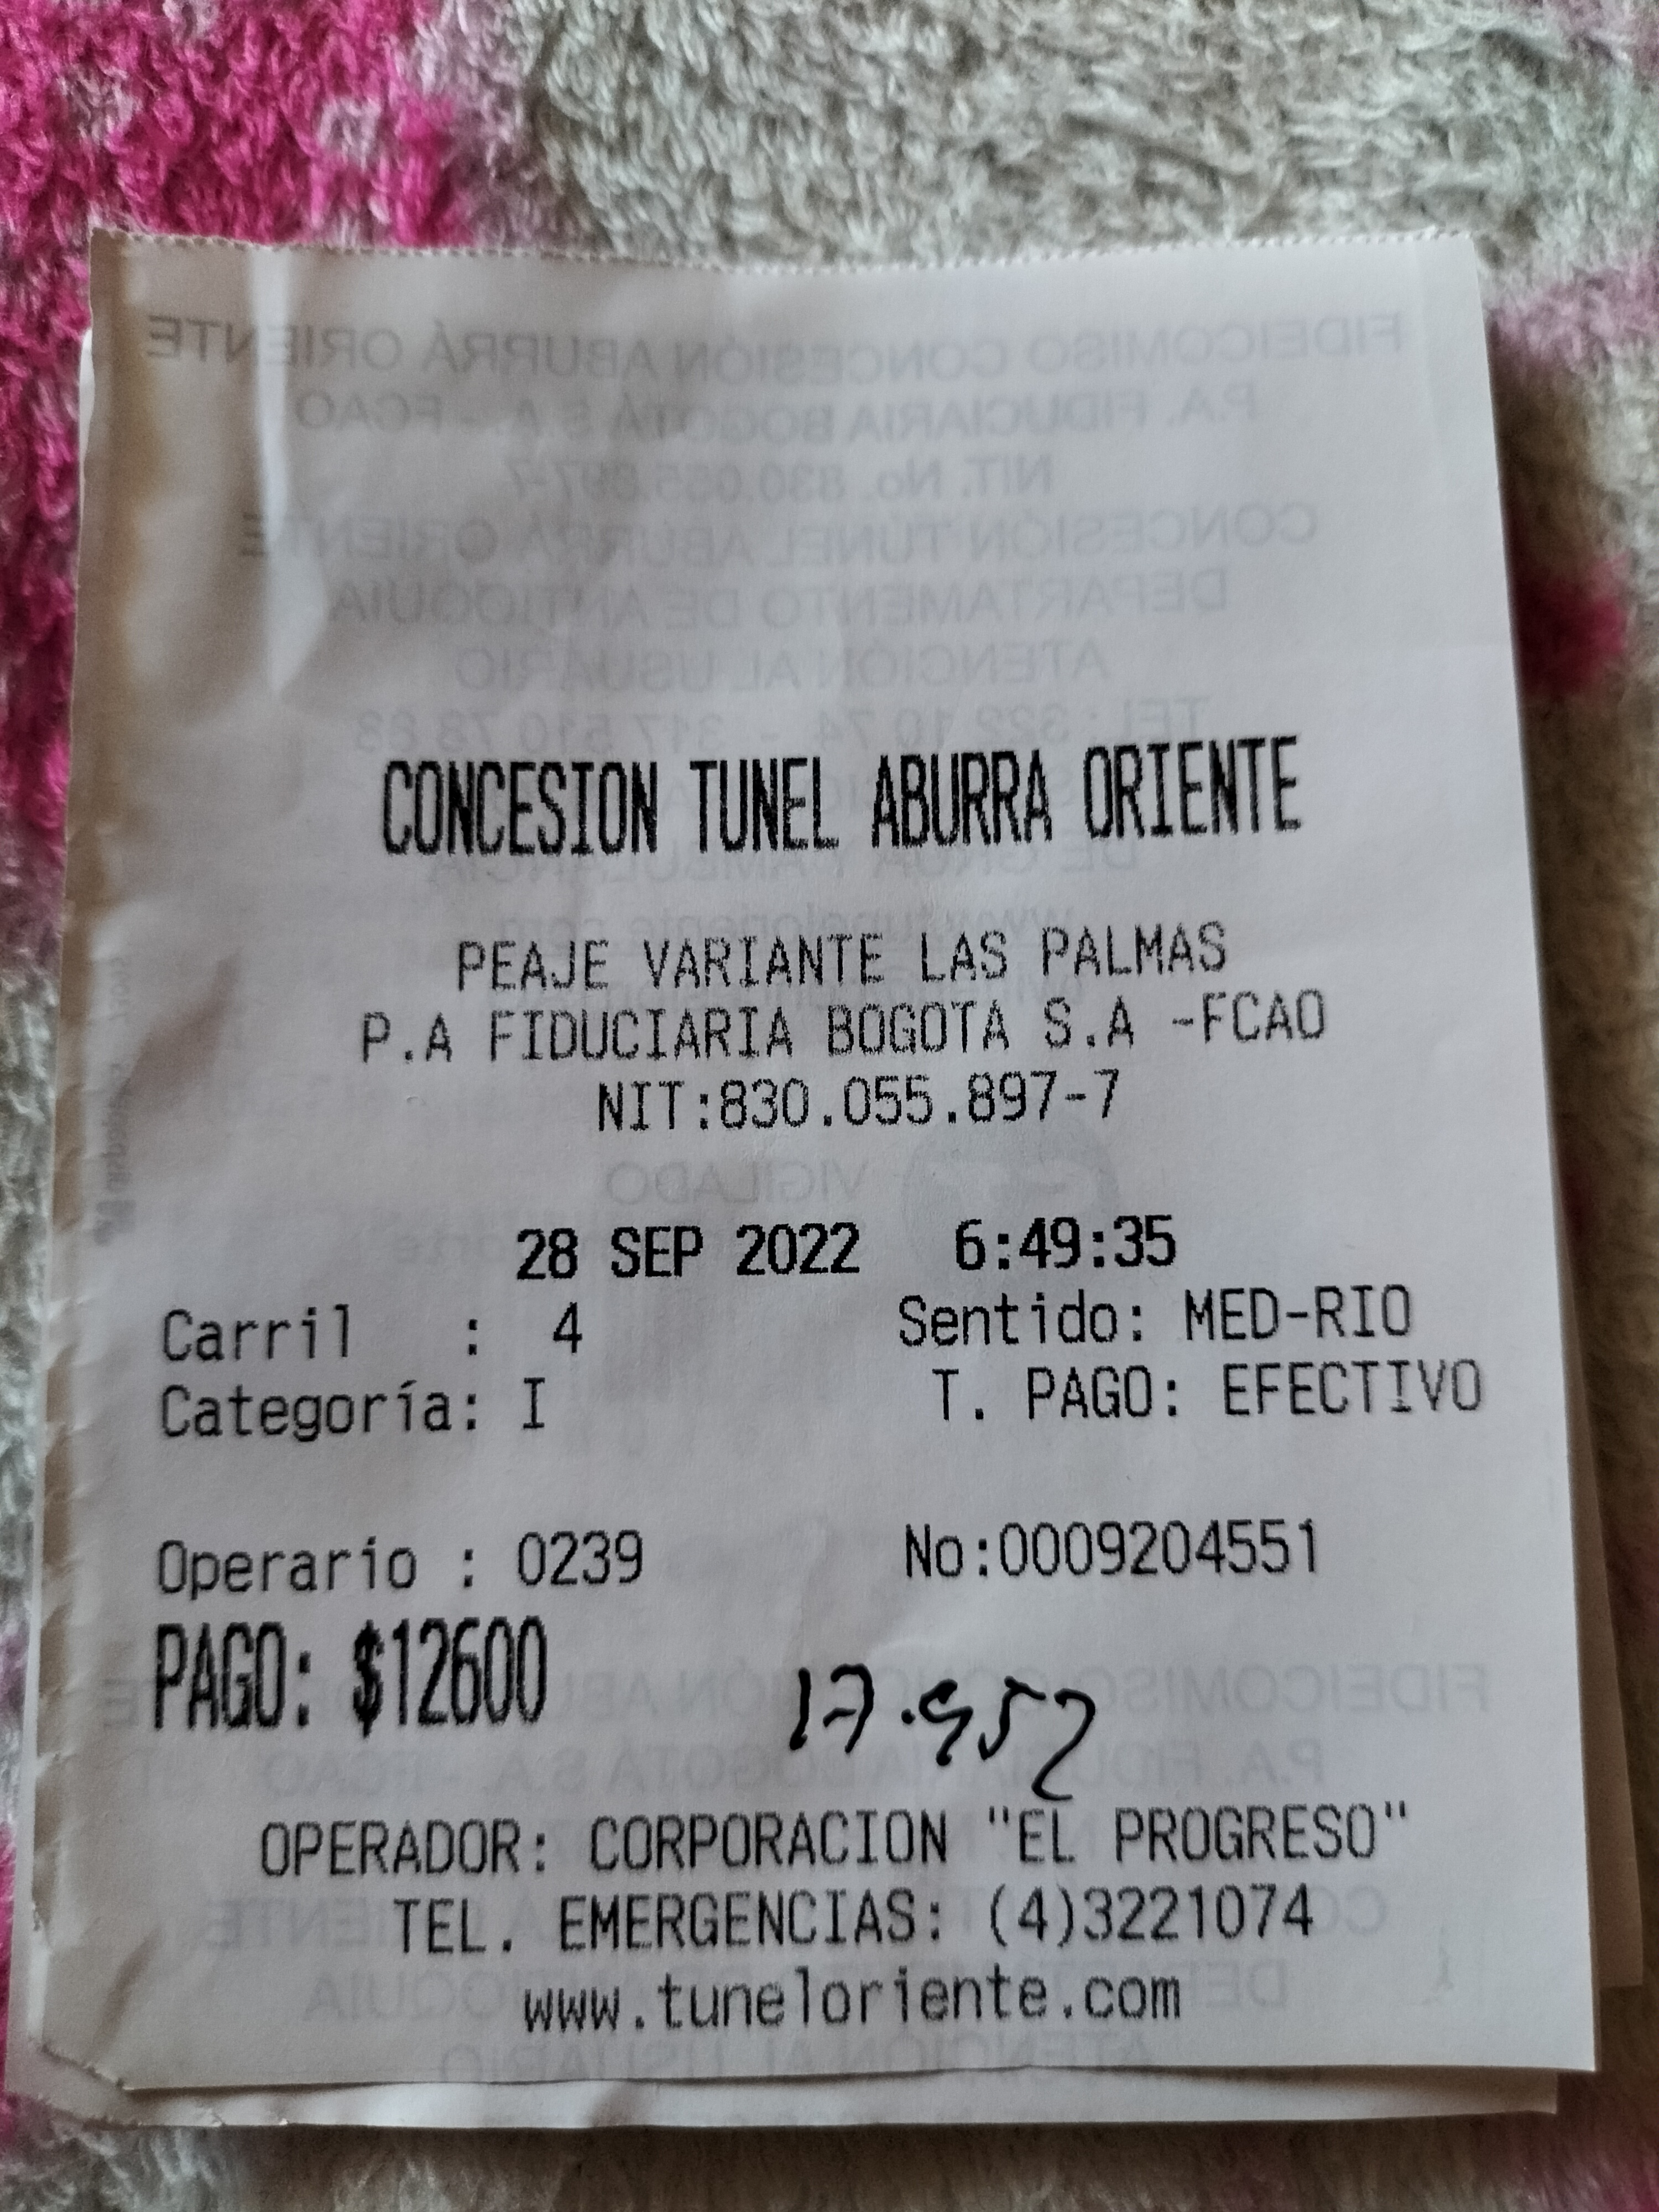 CONCESION TUNEL ABURRA ORIENTE
PEAJE VARIANTE LAS PALMAS
P.A FIDUCIARIA BOGOTA S.A -FCAO
NIT:830.055.897-7
28 SEP 2022 6:49:35
Carril : 4 Sentido: MED-RIO
Categoría: I T. PAGO: EFECTIVO
Operario : 0239 No:0009204551
PAGO: $12600 17.952
OPERADOR: CORPORACION "EL PROGRESO"
TEL. EMERGENCIAS: (4)3221074
www.tuneloriente.com